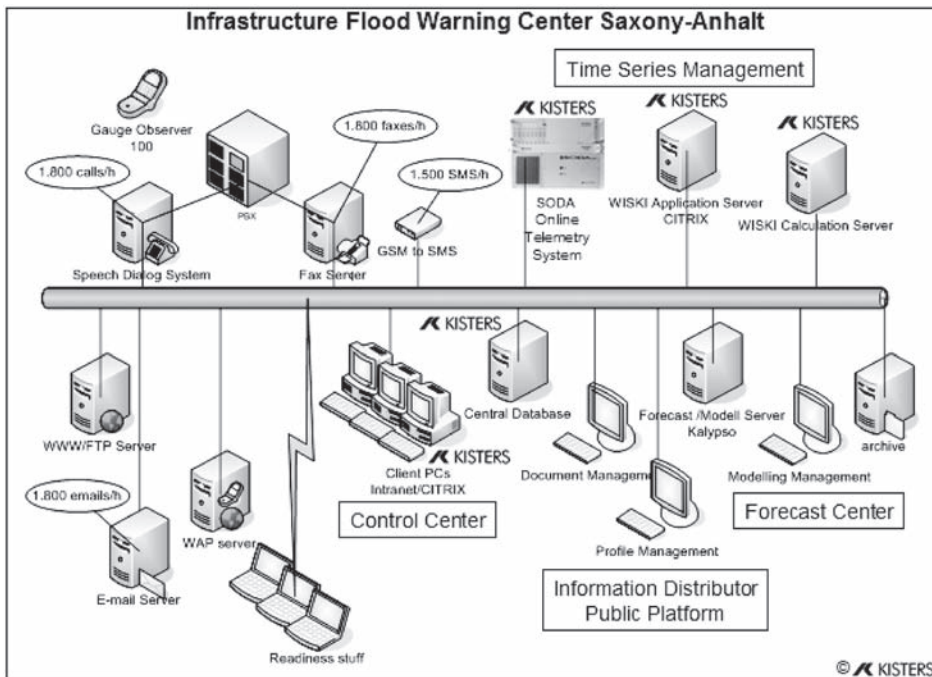 Infrastructure Flood Warning Center Saxony-Anhalt
Time Series Management
KISTERS
KISTERS
KISTERS
Gauge Observer
100
1.800 faxes/h
1.800 calls/h
1.500 SMS/h
PBX
SODA
Online
Telemetry
System
WISKI Application Server
CITRIX
WISKI Calculation Server
GSM to SMS
Speech Dialog System
Fax Server
KISTERS
Central Database
Forecast /Modell Server
Kalypso
archive
WWW/FTP Server
KISTERS
Client PCs
Intranet/CITRIX
Document Management
Modelling Management
1.800 emails/h
Control Center
Forecast Center
WAP server
Profile Management
E-mail Server
Information Distributor
Public Platform
Readiness stuff
© KISTERS